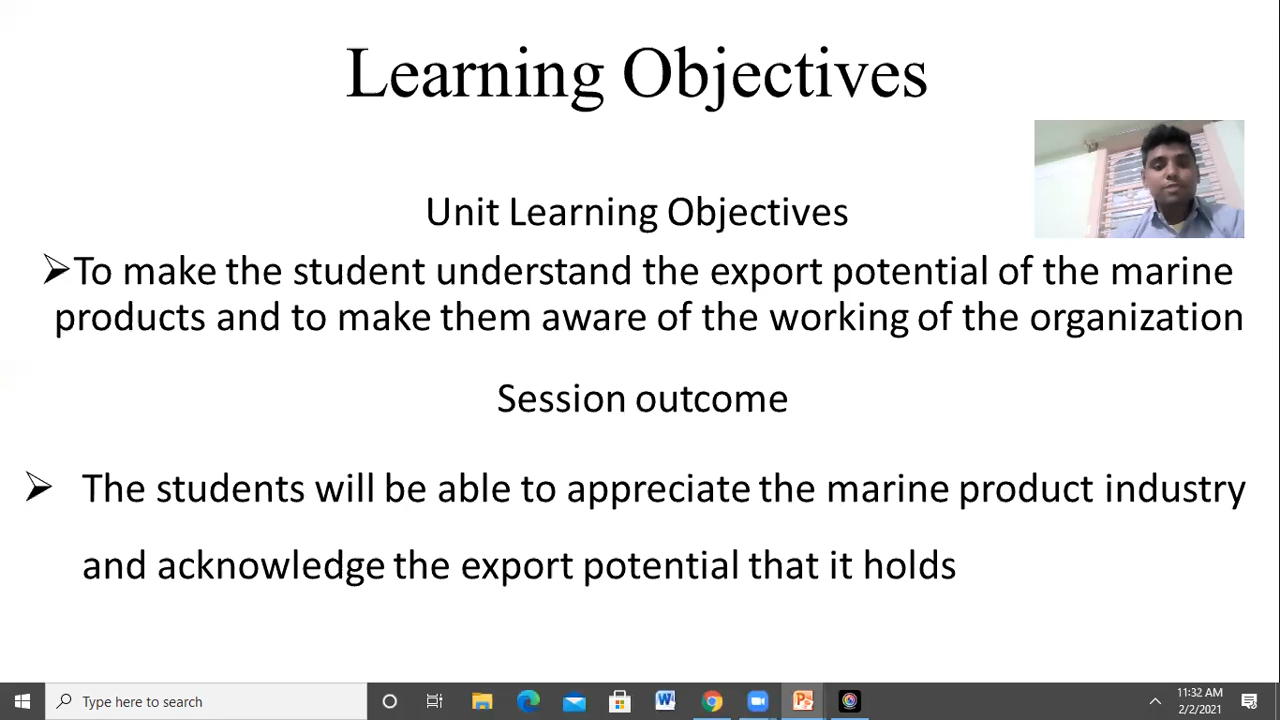 Learning Objectives
Unit Learning Objectives
➢To make the student understand the export potential of the marine
products and to make them aware of the working of the organization
Session outcome
➢ The students will be able to appreciate the marine product industry
and acknowledge the export potential that it holds
Type here to search
11:32 AM
2/2/2021